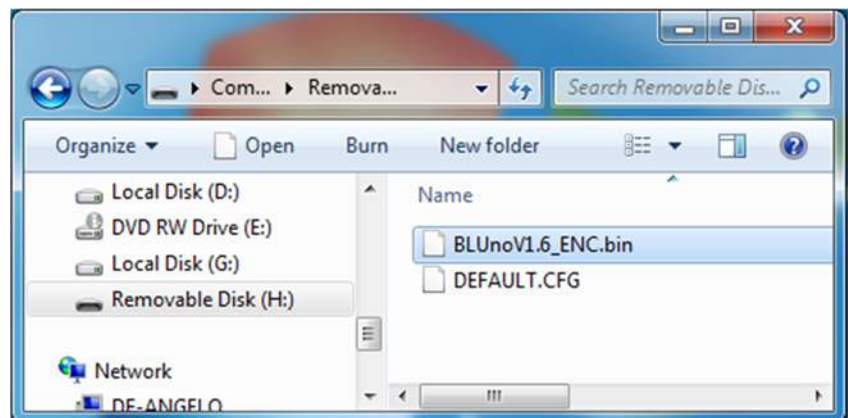 Com... Remova...
Search Removable Dis...
Organize Open Burn New folder
Local Disk (D:)
DVD RW Drive (E:)
Local Disk (G:)
Removable Disk (H:)
Network
DE-ANGELO
Name
BLUnoV1.6_ENC.bin
DEFAULT.CFG